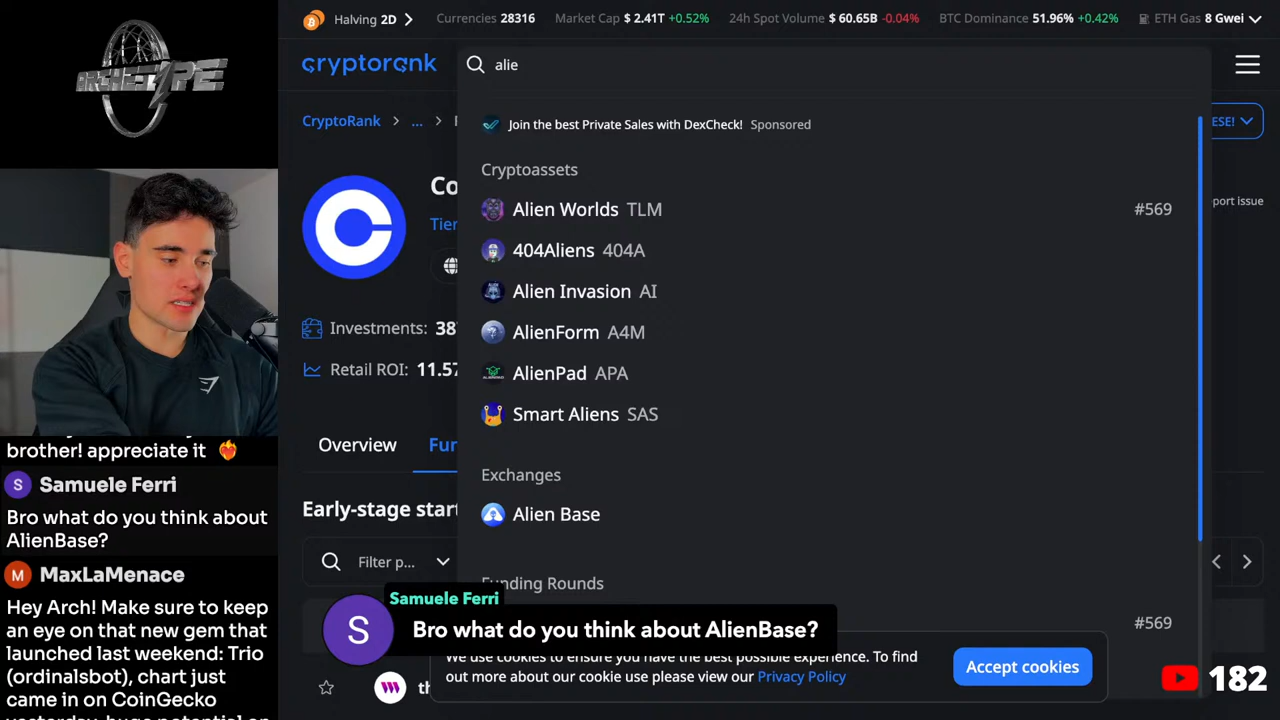 Halving 2D
Currencies 28316
Market Cap $ 2.41T +0.52%
24h Spot Volume $ 60.65B -0.04%
BTC Dominance 51.96% +0.42%
ETH Gas 8 Gwei
ARCHETYPE
cryptorank
alie
CryptoRank > ...
ESE!
Join the best Private Sales with DexCheck! Sponsored
Cryptoassets
Co
Tier
port issue
Alien Worlds TLM #569
404Aliens 404A
Alien Invasion AI
AlienForm A4M
AlienPad APA
Smart Aliens SAS
Investments: 38
Retail ROI: 11.57
Overview
Fun
Exchanges
Alien Base
Early-stage start
Filter p...
Funding Rounds
#569
brother! appreciate it
S Samuele Ferri
Bro what do you think about
AlienBase?
M MaxLaMenace
Hey Arch! Make sure to keep
an eye on that new gem that
launched last weekend: Trio
(ordinalsbot), chart just
came in on CoinGecko
Samuele Ferri
S Bro what do you think about AlienBase?
We use cookies to ensure you have the best possible experience. To find
out more about our cookie use please view our Privacy Policy
Accept cookies
th
182